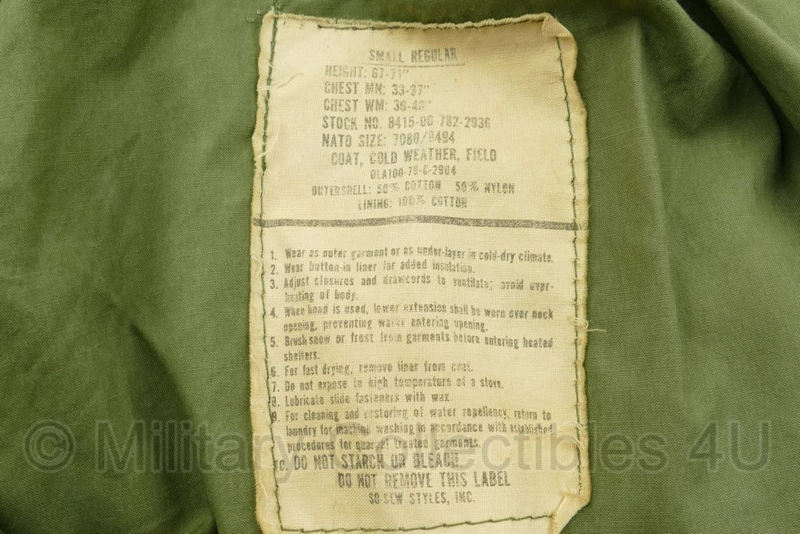 SMALL REGULAR
HEIGHT: 67-71"
CHEST MN: 33-37"
CHEST WM: 36-40"
STOCK NO. 8415-00-782-2936
NATO SIZE: 7080/8494
COAT, COLD WEATHER, FIELD
DLA100-79-C-2904
OUTERSHELL: 50% COTTON 50% NYLON
LINING: 100% COTTON
1. Wear as outer garment or as under-layer in cold-dry climate.
2. Wear button-in liner for added insulation.
3. Adjust closures and drawcords to ventilate; avoid over-
heating of body.
4. When hood is used, lower extension shall be worn over neck
opening, preventing water entering opening.
5. Brush snow or frost from garments before entering heated
shelters.
6. For fast drying, remove liner from coat.
7. Do not expose to high temperature of a stove.
8. Lubricate slide fasteners with wax.
9. For cleaning and restoring of water repellency, return to
laundry for machine washing in accordance with established
procedures for quarpel treated garments.
10. DO NOT STARCH OR BLEACH.
DO NOT REMOVE THIS LABEL
SO-SEW STYLES, INC.
© Military Collectibles 4U